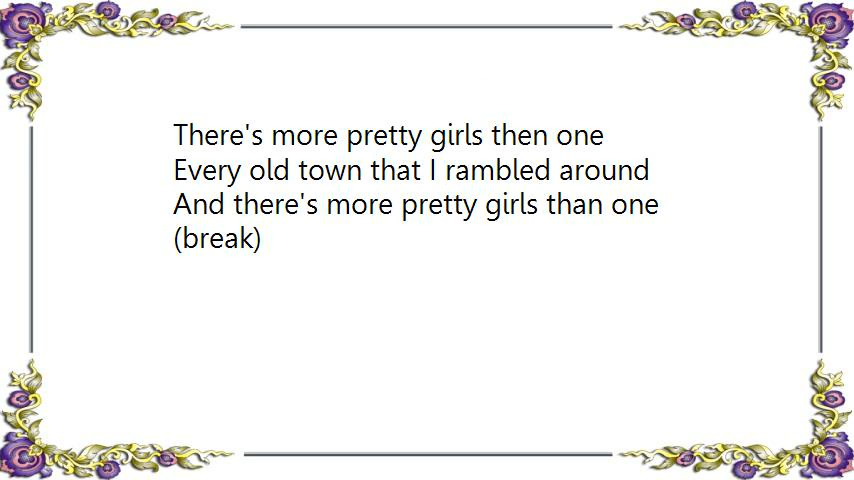 There's more pretty girls then one
Every old town that I rambled around
And there's more pretty girls than one
(break)